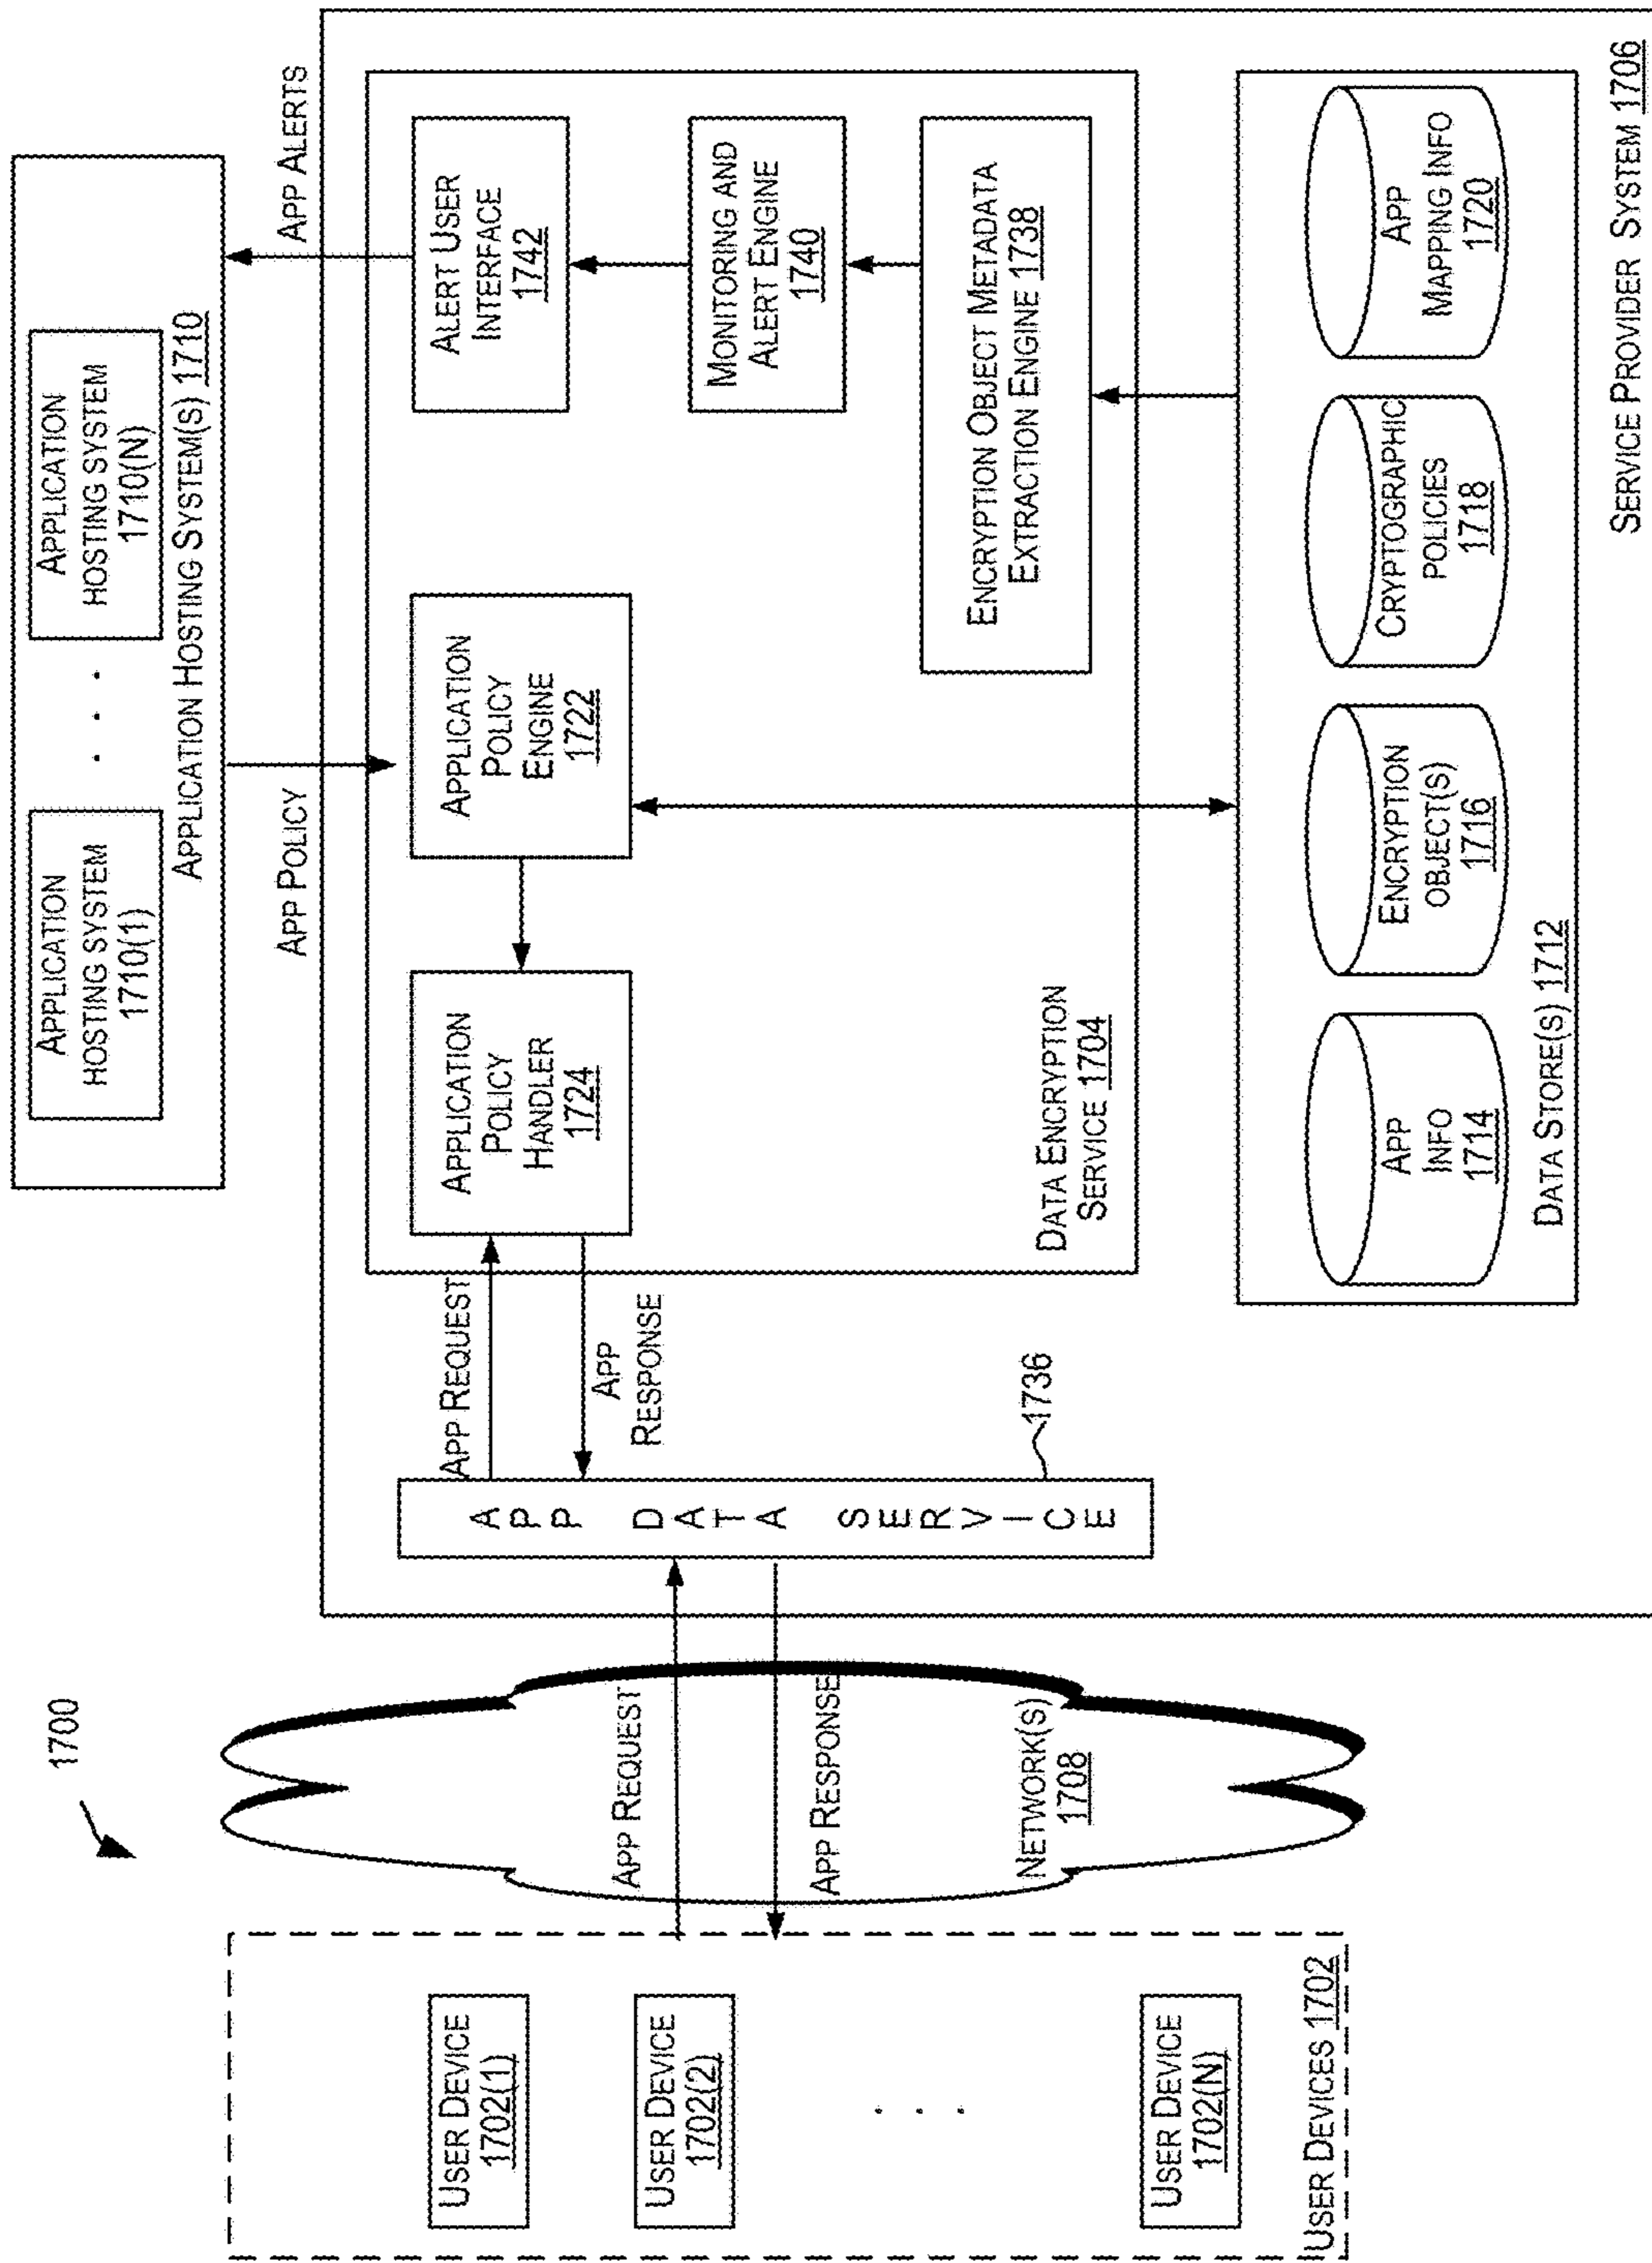 1700
USER DEVICE
1702(1)
USER DEVICE
1702(2)
. . .
USER DEVICE
1702(N)
USER DEVICES 1702
APP REQUEST
APP RESPONSE
NETWORK(S)
1708
APP DATA SERVICE
1736
APP REQUEST
APP
RESPONSE
APPLICATION
HOSTING SYSTEM
1710(1)
. . .
APPLICATION
HOSTING SYSTEM
1710(N)
APPLICATION HOSTING SYSTEM(S) 1710
APP POLICY
APP ALERTS
APPLICATION
POLICY
HANDLER
1724
APPLICATION
POLICY
ENGINE
1722
ALERT USER
INTERFACE
1742
MONITORING AND
ALERT ENGINE
1740
ENCRYPTION OBJECT METADATA
EXTRACTION ENGINE 1738
DATA ENCRYPTION
SERVICE 1704
APP
INFO
1714
ENCRYPTION
OBJECT(S)
1716
CRYPTOGRAPHIC
POLICIES
1718
APP
MAPPING INFO
1720
DATA STORE(S) 1712
SERVICE PROVIDER SYSTEM 1706